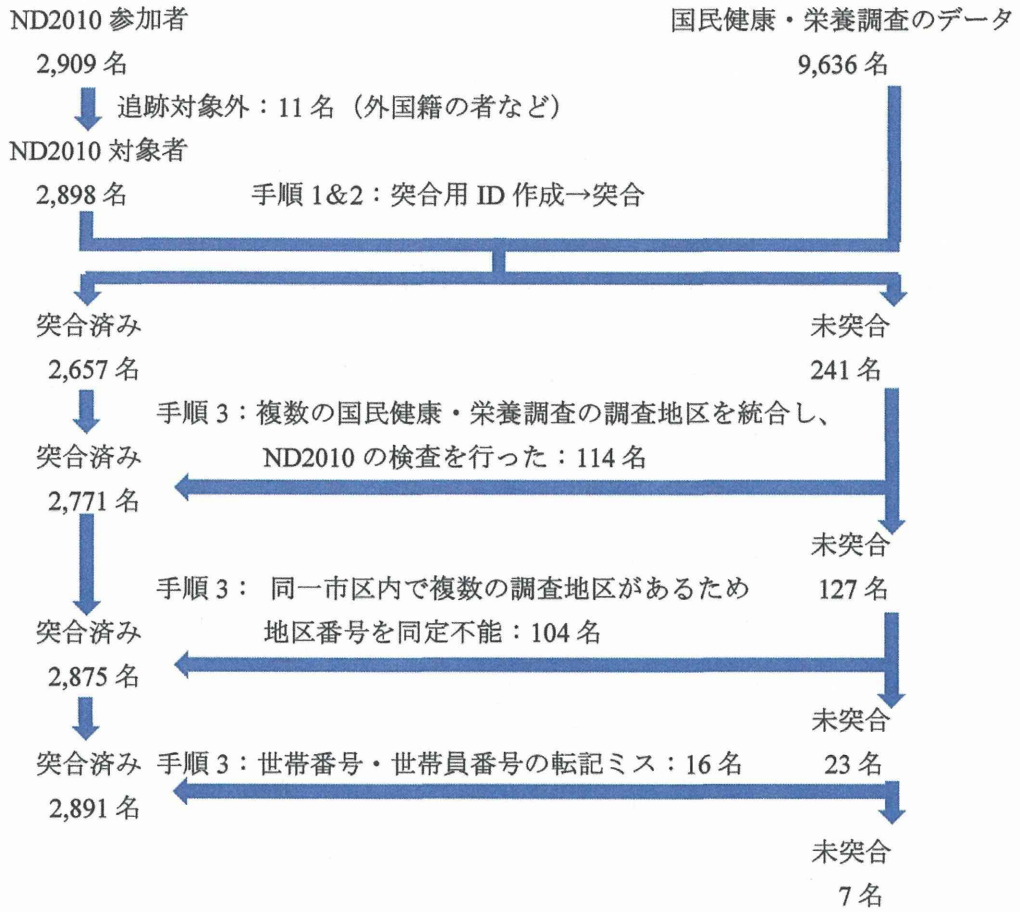 ND2010 参加者
国民健康・栄養調査のデータ
2,909 名
9,636 名
追跡対象外：11 名（外国籍の者など）
ND2010 対象者
2,898 名
手順 1&2：突合用 ID 作成→突合
突合済み
未突合
2,657 名
241 名
手順 3：複数の国民健康・栄養調査の調査地区を統合し、
突合済み
ND2010 の検査を行った：114 名
2,771 名
未突合
手順 3： 同一市区内で複数の調査地区があるため
127 名
突合済み
地区番号を同定不能：104 名
2,875 名
未突合
突合済み
手順 3：世帯番号・世帯員番号の転記ミス：16 名
23 名
2,891 名
未突合
7 名